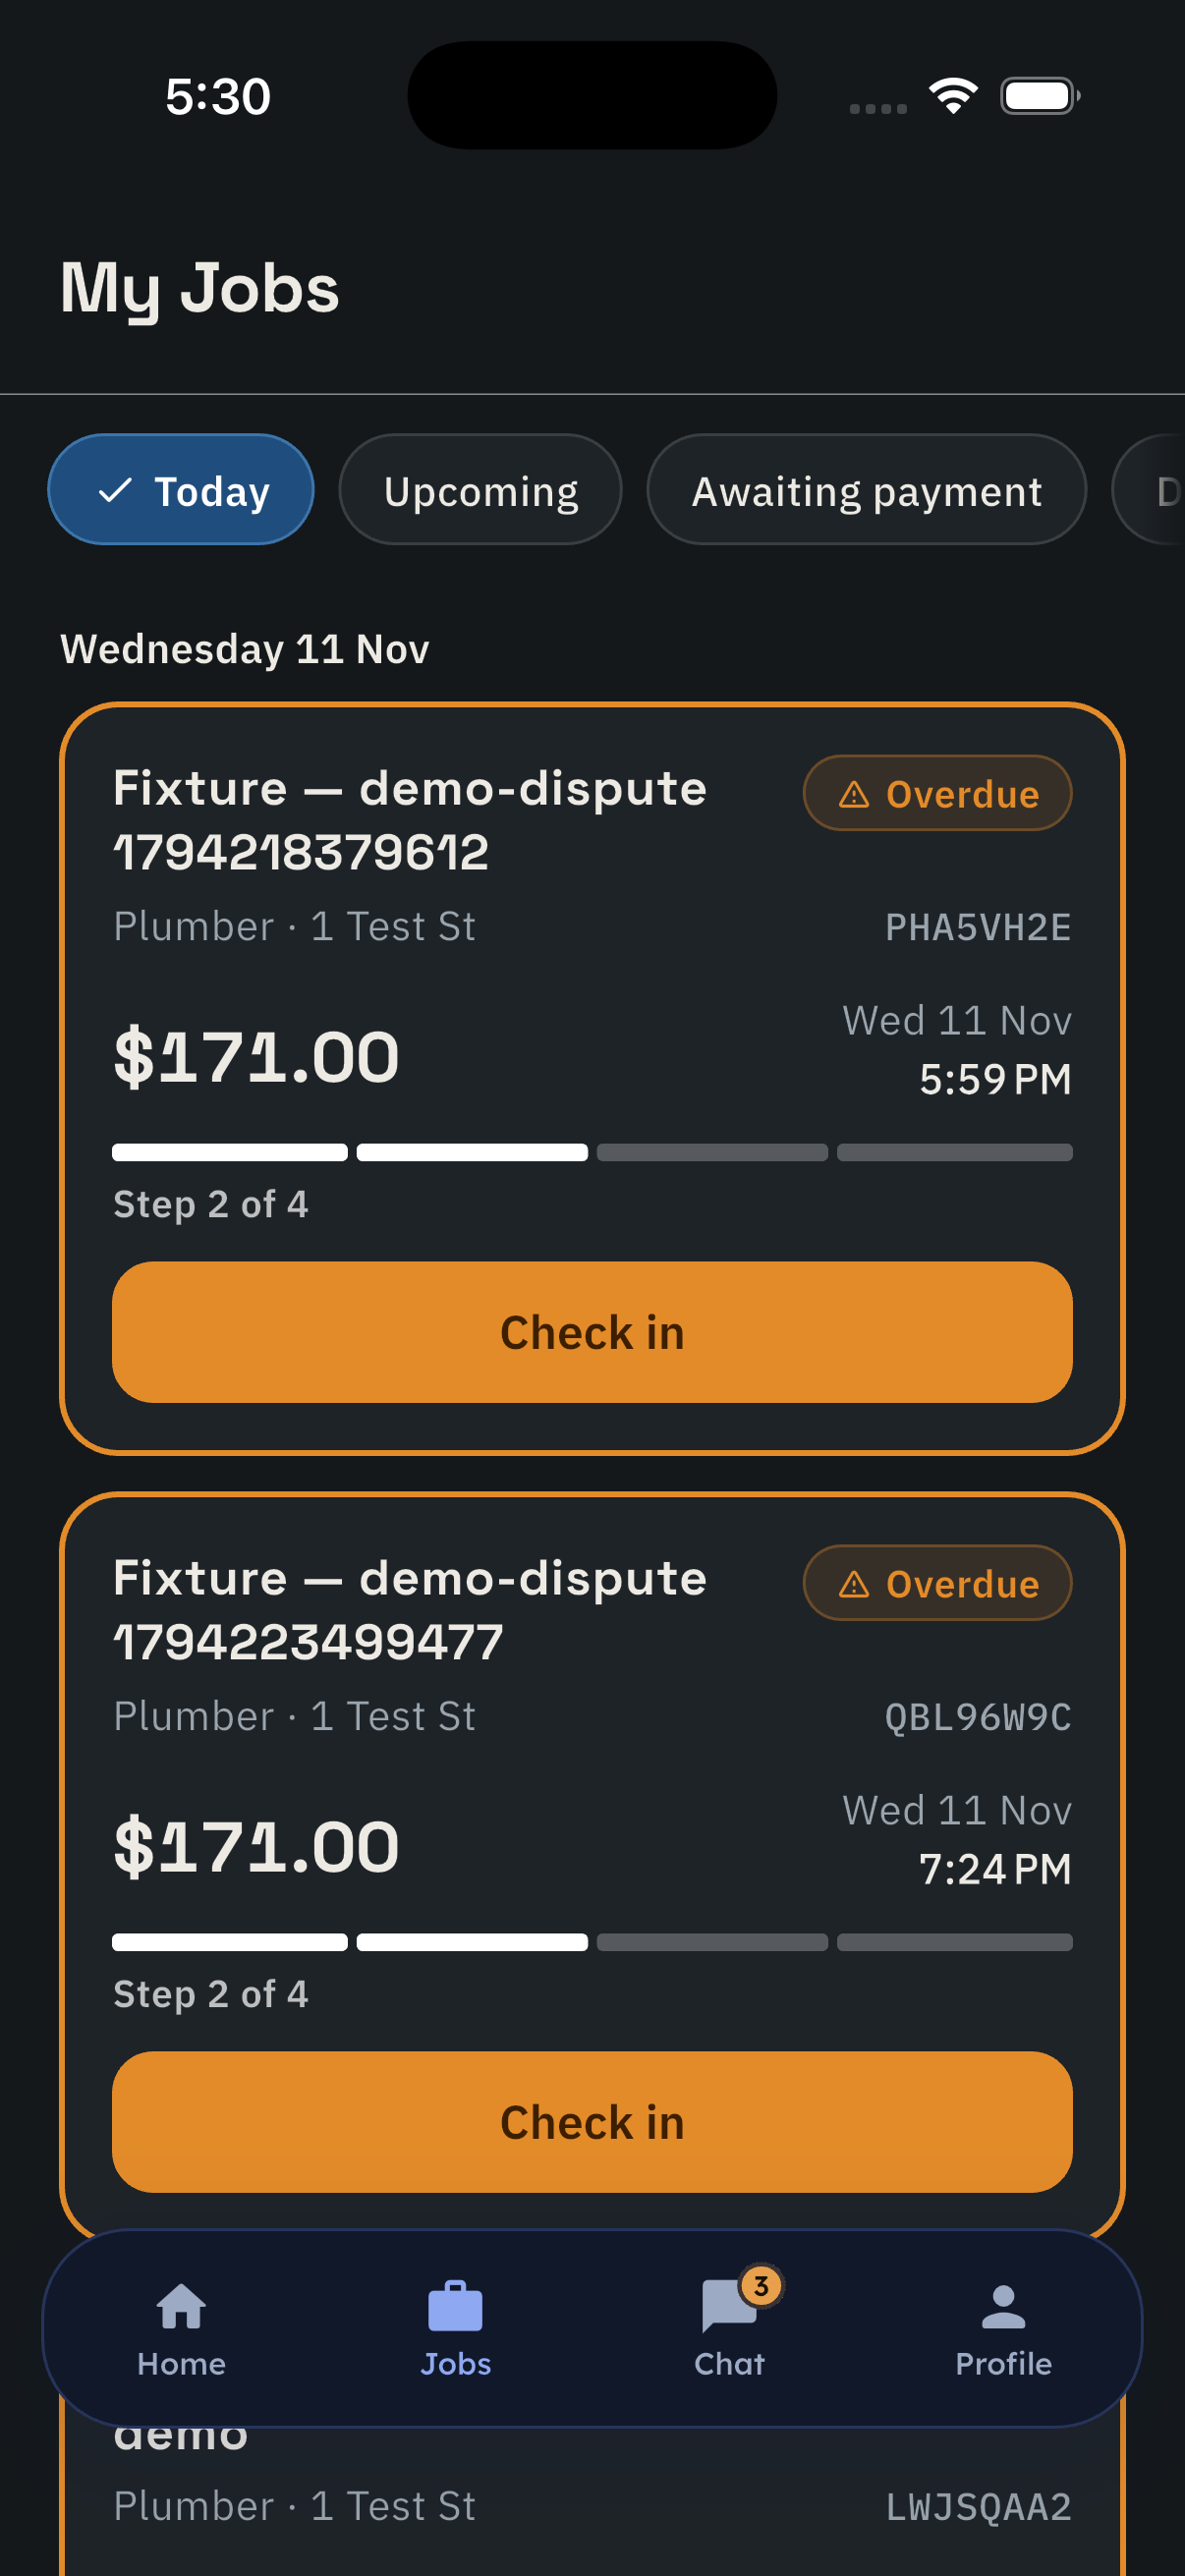 5:30
My Jobs
Today
Upcoming
Awaiting payment
Wednesday 11 Nov
Fixture — demo-dispute
1794218379612
Overdue
Plumber · 1 Test St
PHA5VH2E
$171.00
Wed 11 Nov
5:59 PM
Step 2 of 4
Check in
Fixture — demo-dispute
1794223499477
Overdue
Plumber · 1 Test St
QBL96W9C
$171.00
Wed 11 Nov
7:24 PM
Step 2 of 4
Check in
3
Home
Jobs
Chat
Profile
demo
Plumber · 1 Test St
LWJSQAA2